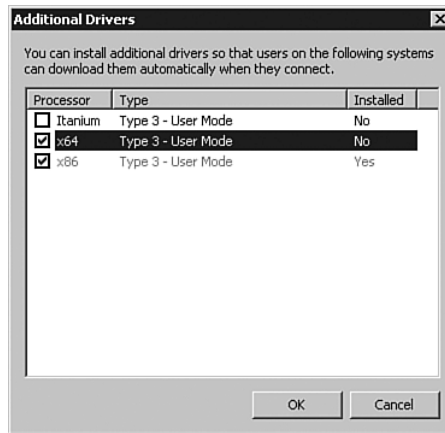 Additional Drivers
You can install additional drivers so that users on the following systems
can download them automatically when they connect.
Processor Type Installed
Itanium Type 3 - User Mode No
x64 Type 3 - User Mode No
x86 Type 3 - User Mode Yes
OK Cancel